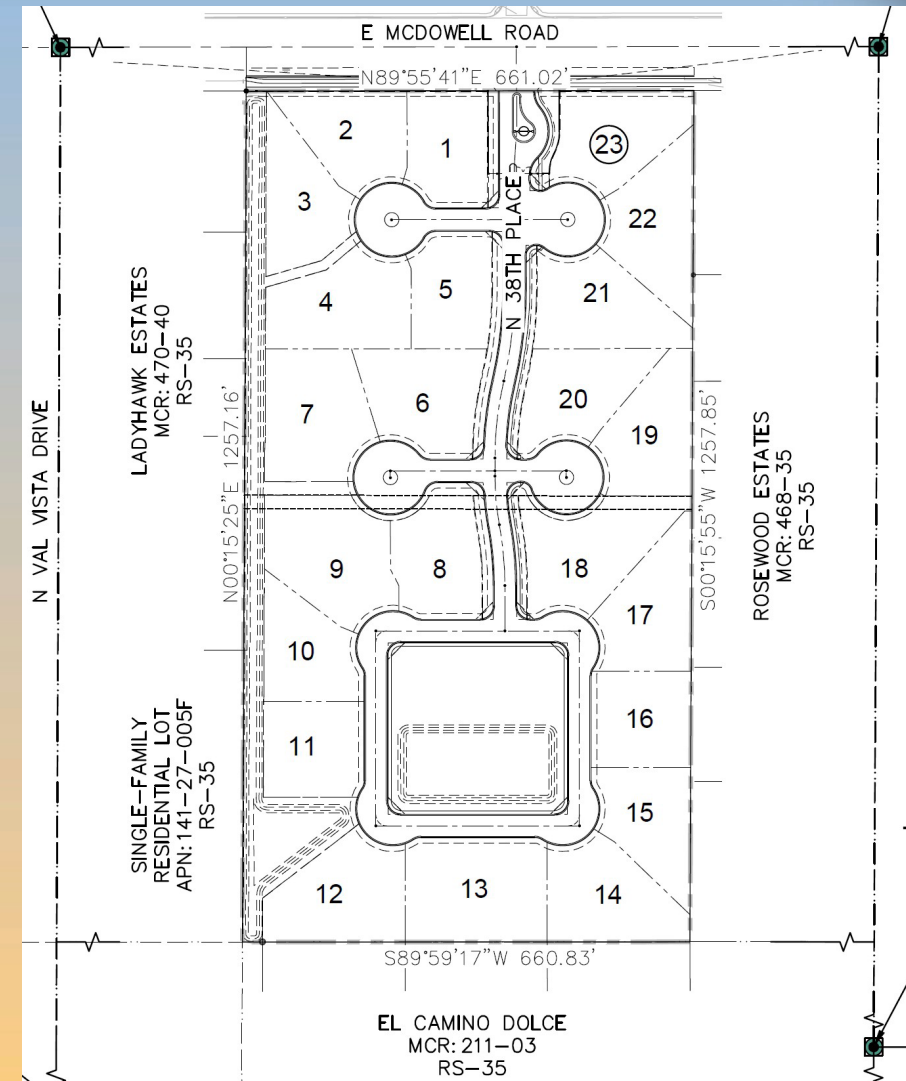 E MCDOWELL ROAD
N89°55'41"E 661.02'
2
1
23
3
22
N 38TH PLACE
4
5
21
LADYHAWK ESTATES
MCR: 470-40
RS-35
N VAL VISTA DRIVE
N00°15'25"E 1257.16'
7
6
20
19
S00°15'55"W 1257.85'
ROSEWOOD ESTATES
MCR: 468-35
RS-35
9
8
18
17
10
16
11
15
SINGLE-FAMILY
RESIDENTIAL LOT
APN: 141-27-005F
RS-35
12
13
14
S89°59'17"W 660.83'
EL CAMINO DOLCE
MCR: 211-03
RS-35